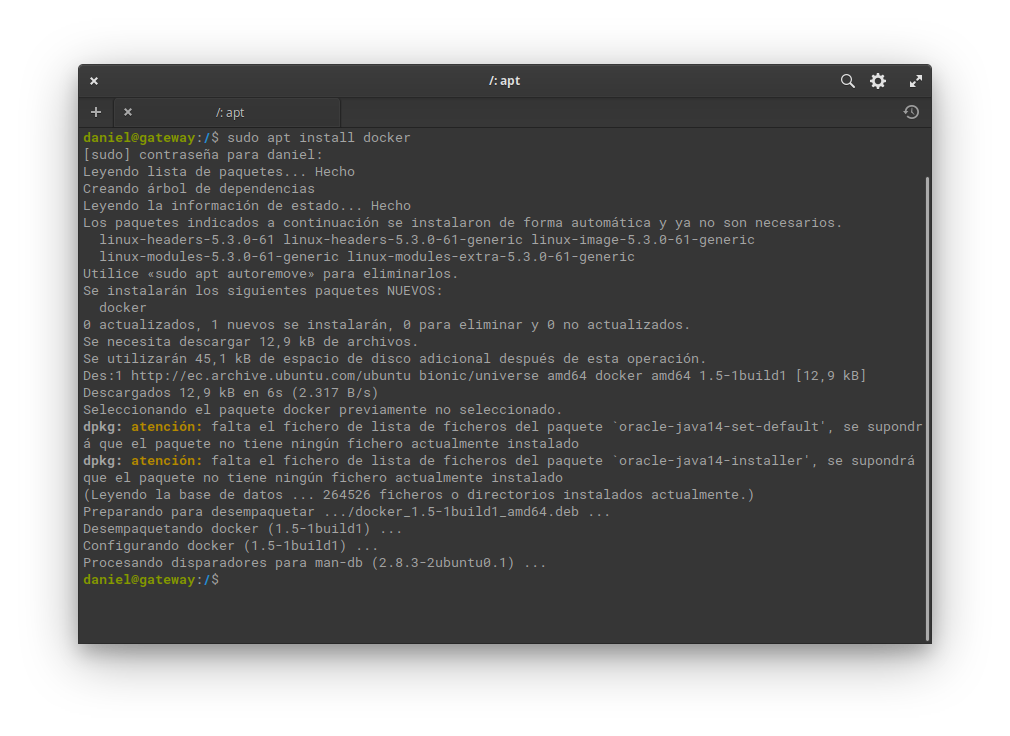 /: apt
/: apt
daniel@gateway:/$ sudo apt install docker
[sudo] contraseña para daniel:
Leyendo lista de paquetes... Hecho
Creando árbol de dependencias
Leyendo la información de estado... Hecho
Los paquetes indicados a continuación se instalaron de forma automática y ya no son necesarios.
  linux-headers-5.3.0-61 linux-headers-5.3.0-61-generic linux-image-5.3.0-61-generic
  linux-modules-5.3.0-61-generic linux-modules-extra-5.3.0-61-generic
Utilice «sudo apt autoremove» para eliminarlos.
Se instalarán los siguientes paquetes NUEVOS:
  docker
0 actualizados, 1 nuevos se instalarán, 0 para eliminar y 0 no actualizados.
Se necesita descargar 12,9 kB de archivos.
Se utilizarán 45,1 kB de espacio de disco adicional después de esta operación.
Des:1 http://ec.archive.ubuntu.com/ubuntu bionic/universe amd64 docker amd64 1.5-1build1 [12,9 kB]
Descargados 12,9 kB en 6s (2.317 B/s)
Seleccionando el paquete docker previamente no seleccionado.
dpkg: atención: falta el fichero de lista de ficheros del paquete `oracle-java14-set-default', se supondr
á que el paquete no tiene ningún fichero actualmente instalado
dpkg: atención: falta el fichero de lista de ficheros del paquete `oracle-java14-installer', se supondrá
que el paquete no tiene ningún fichero actualmente instalado
(Leyendo la base de datos ... 264526 ficheros o directorios instalados actualmente.)
Preparando para desempaquetar .../docker_1.5-1build1_amd64.deb ...
Desempaquetando docker (1.5-1build1) ...
Configurando docker (1.5-1build1) ...
Procesando disparadores para man-db (2.8.3-2ubuntu0.1) ...
daniel@gateway:/$